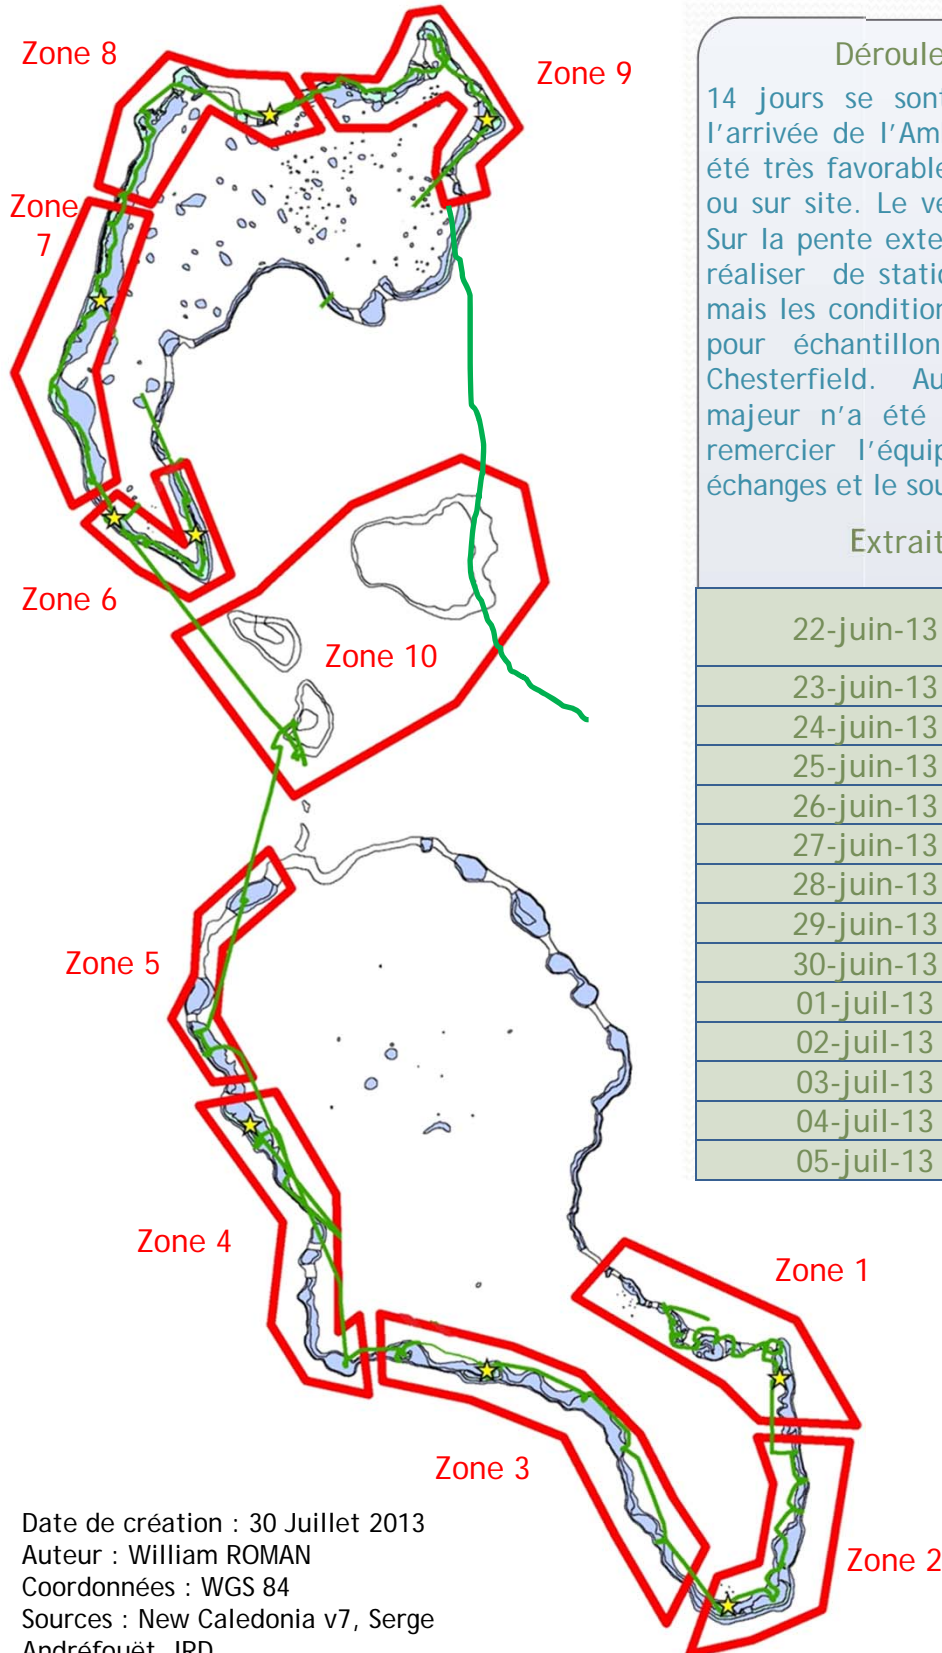 Zone 8
Zone 9
Zone
7
Zone 6
Zone 10
Zone 5
Zone 4
Zone 1
Zone 3
Zone 2
Date de création : 30 Juillet 2013
Auteur : William ROMAN
Coordonnées : WGS 84
Sources : New Caledonia v7, Serge
Andréfouët, IRD
Déroule
14 jours se sont
l'arrivée de l'Am
été très favorable
ou sur site. Le ve
Sur la pente exte
réaliser de static
mais les condition
pour échantillon
Chesterfield. Au
majeur n'a été
remercier l'équip
échanges et le sou
Extrait
22-juin-13
23-juin-13
24-juin-13
25-juin-13
26-juin-13
27-juin-13
28-juin-13
29-juin-13
30-juin-13
01-juil-13
02-juil-13
03-juil-13
04-juil-13
05-juil-13